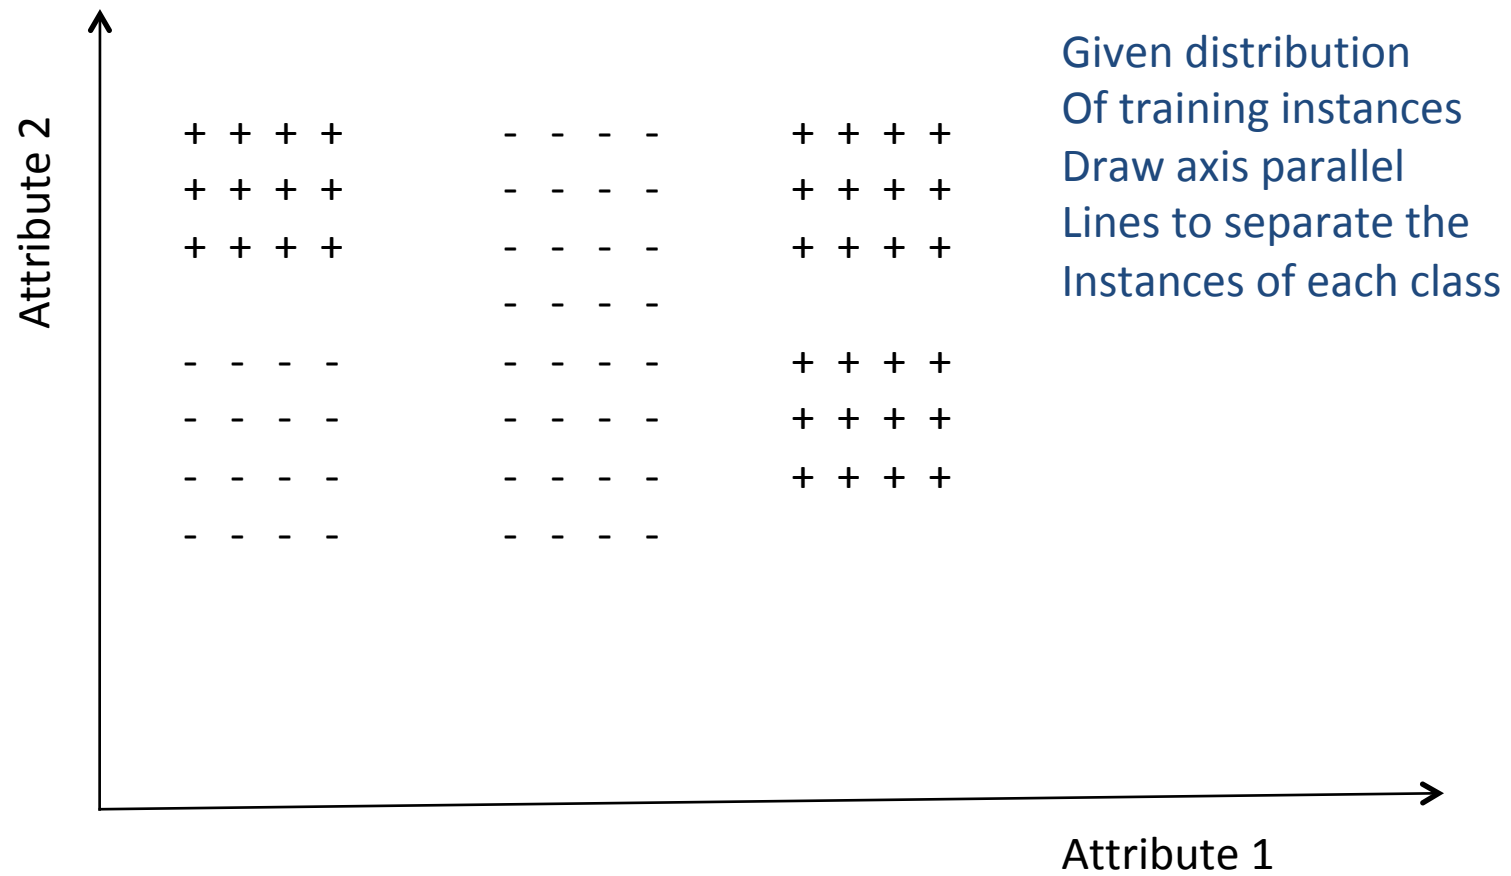 Attribute 2
Given distribution
Of training instances
Draw axis parallel
Lines to separate the
Instances of each class
+ + + + - - - - + + + +
+ + + + - - - - + + + +
+ + + + - - - - + + + +
- - - -
- - - - - - - - + + + +
- - - - - - - - + + + +
- - - - - - - - + + + +
- - - - - - - -
Attribute 1